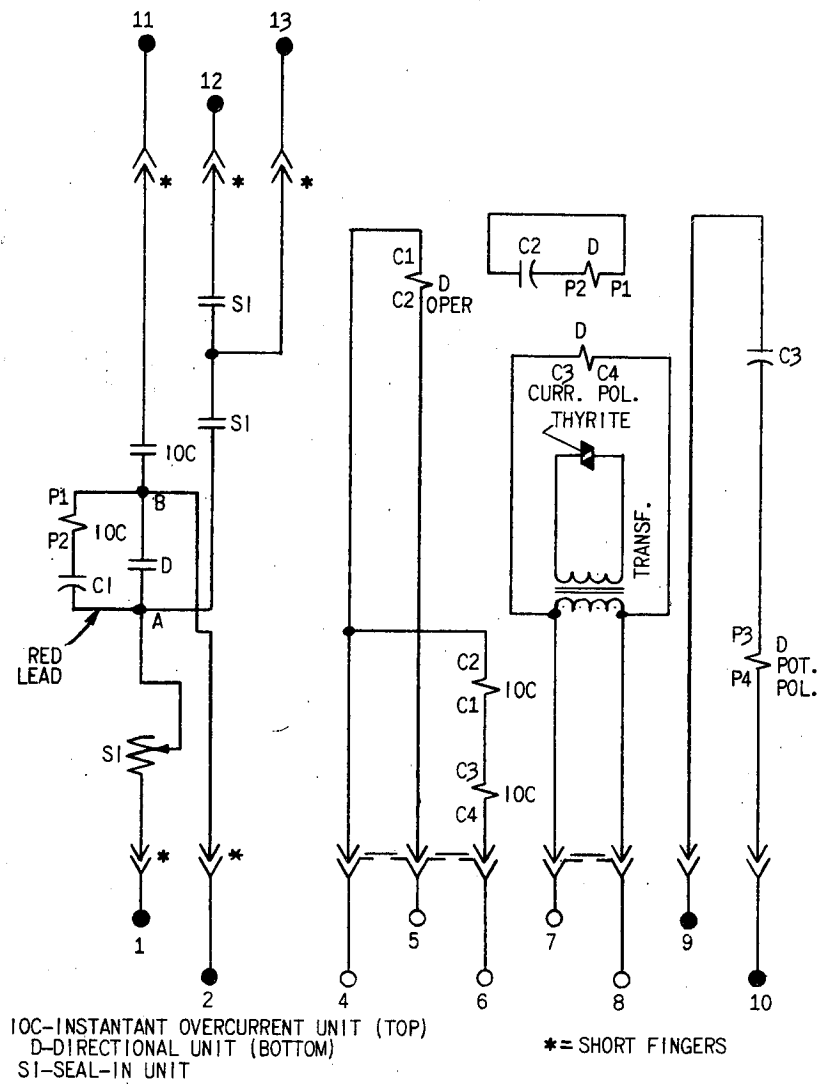 11
13
12
*
*
*
C2
D
P2
P1
C1
D
C2
OPER
SI
D
C3
C3
C4
CURR. POL.
THYRITE
SI
IOC
P1
B
TRANSF.
IOC
P2
D
C1
A
RED
LEAD
P3
D
POT.
P4
POL.
C2
IOC
C1
SI
C3
IOC
C4
*
*
1
5
7
9
2
4
6
8
10
IOC-INSTANTANT OVERCURRENT UNIT (TOP)
D-DIRECTIONAL UNIT (BOTTOM)
SI-SEAL-IN UNIT
*= SHORT FINGERS